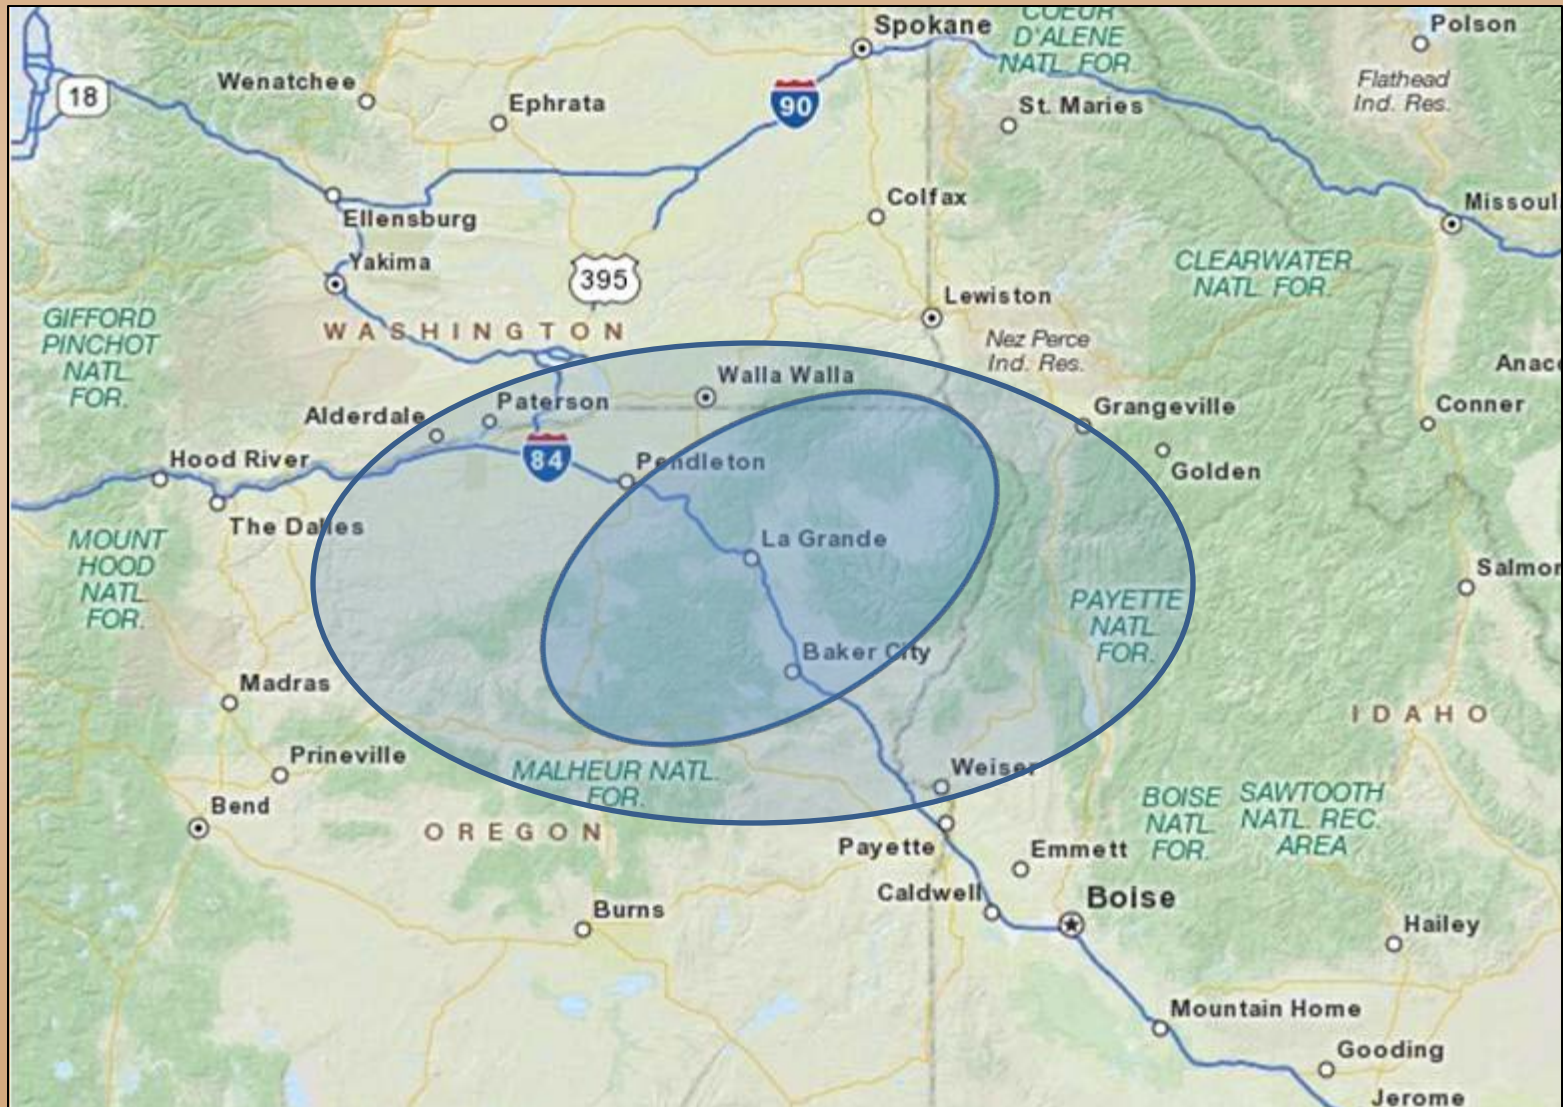 COEUR
D'ALENE
NATL. FOR.
Spokane
Polson
Flathead
Ind. Res.
Wenatchee
18
Ephrata
90
St. Maries
Colfax
Ellensburg
Missoul
Yakima
395
CLEARWATER
NATL. FOR.
Lewiston
GIFFORD
PINCHOT
NATL.
FOR.
WASHINGTON
Nez Perce
Ind. Res.
Anac
Walla Walla
Paterson
Alderdale
Grangeville
Conner
Hood River
84
Pendleton
Golden
The Dalles
MOUNT
HOOD
NATL.
FOR.
La Grande
Salmon
PAYETTE
NATL.
FOR.
Baker City
Madras
IDAHO
Prineville
MALHEUR NATL.
FOR.
Weiser
Bend
OREGON
BOISE
NATL.
FOR.
SAWTOOTH
NATL. REC.
AREA
Payette
Emmett
Caldwell
Boise
Burns
Hailey
Mountain Home
Gooding
Jerome